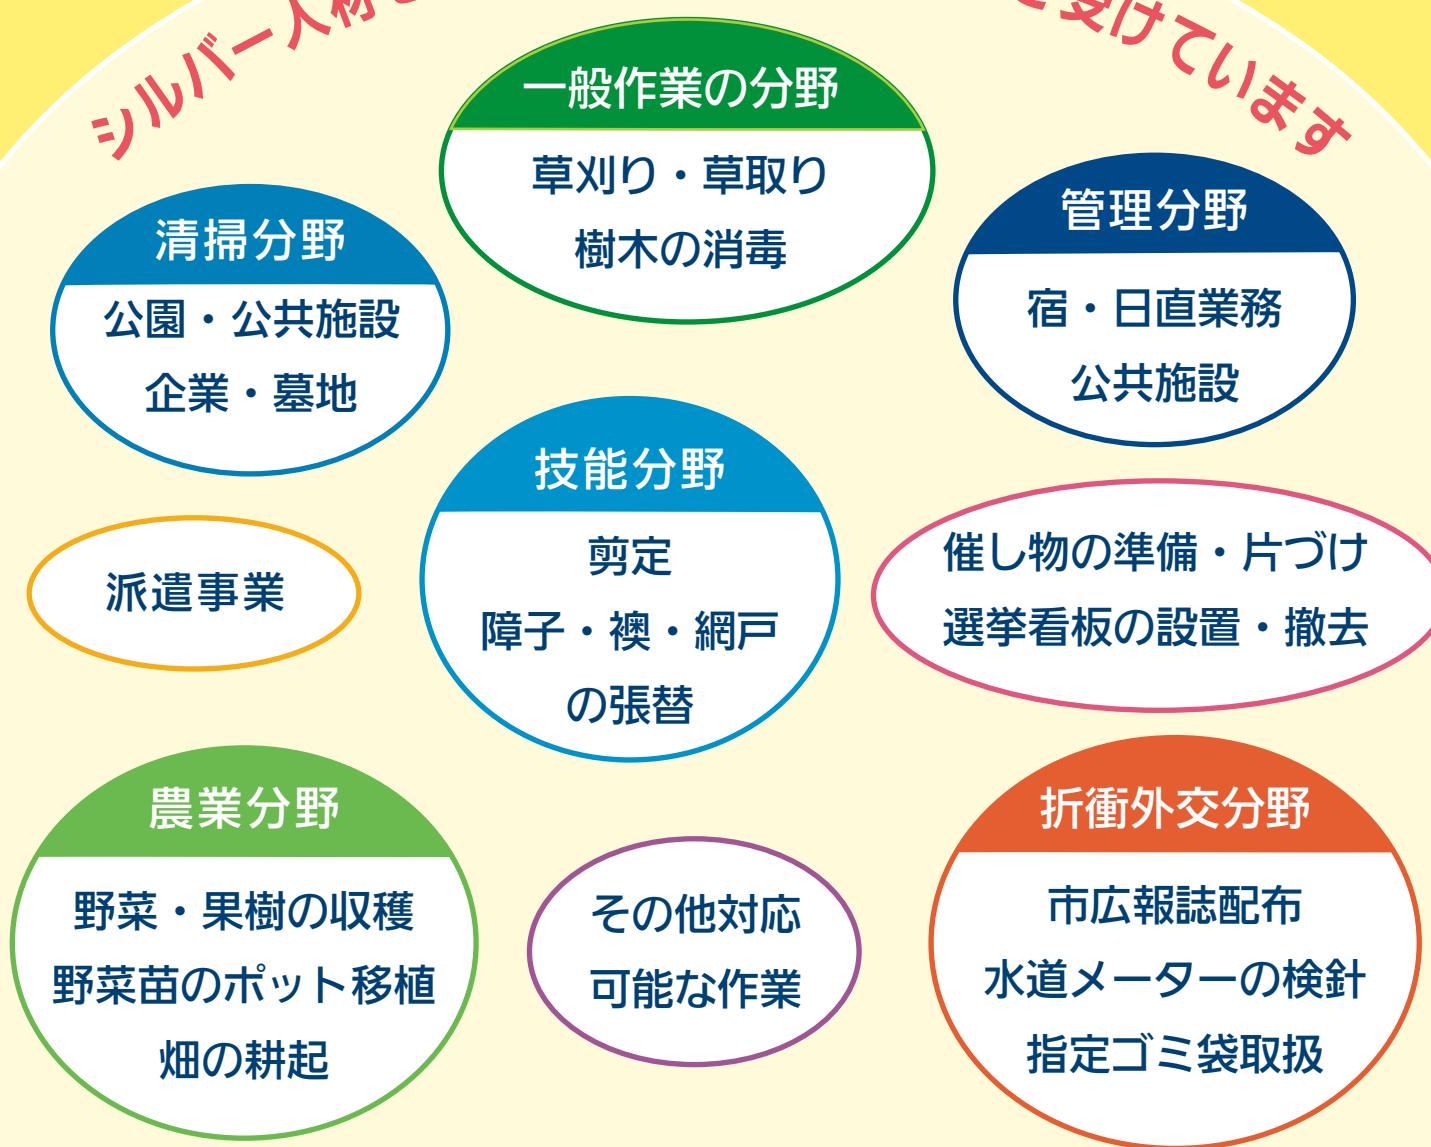 シルバー人材
受けています
一般作業の分野
草刈り・草取り
樹木の消毒
清掃分野
公園・公共施設
企業・墓地
管理分野
宿・日直業務
公共施設
技能分野
剪定
障子・襖・網戸
の張替
派遣事業
催し物の準備・片づけ
選挙看板の設置・撤去
農業分野
野菜・果樹の収穫
野菜苗のポット移植
畑の耕起
その他対応
可能な作業
折衝外交分野
市広報誌配布
水道メーターの検針
指定ゴミ袋取扱